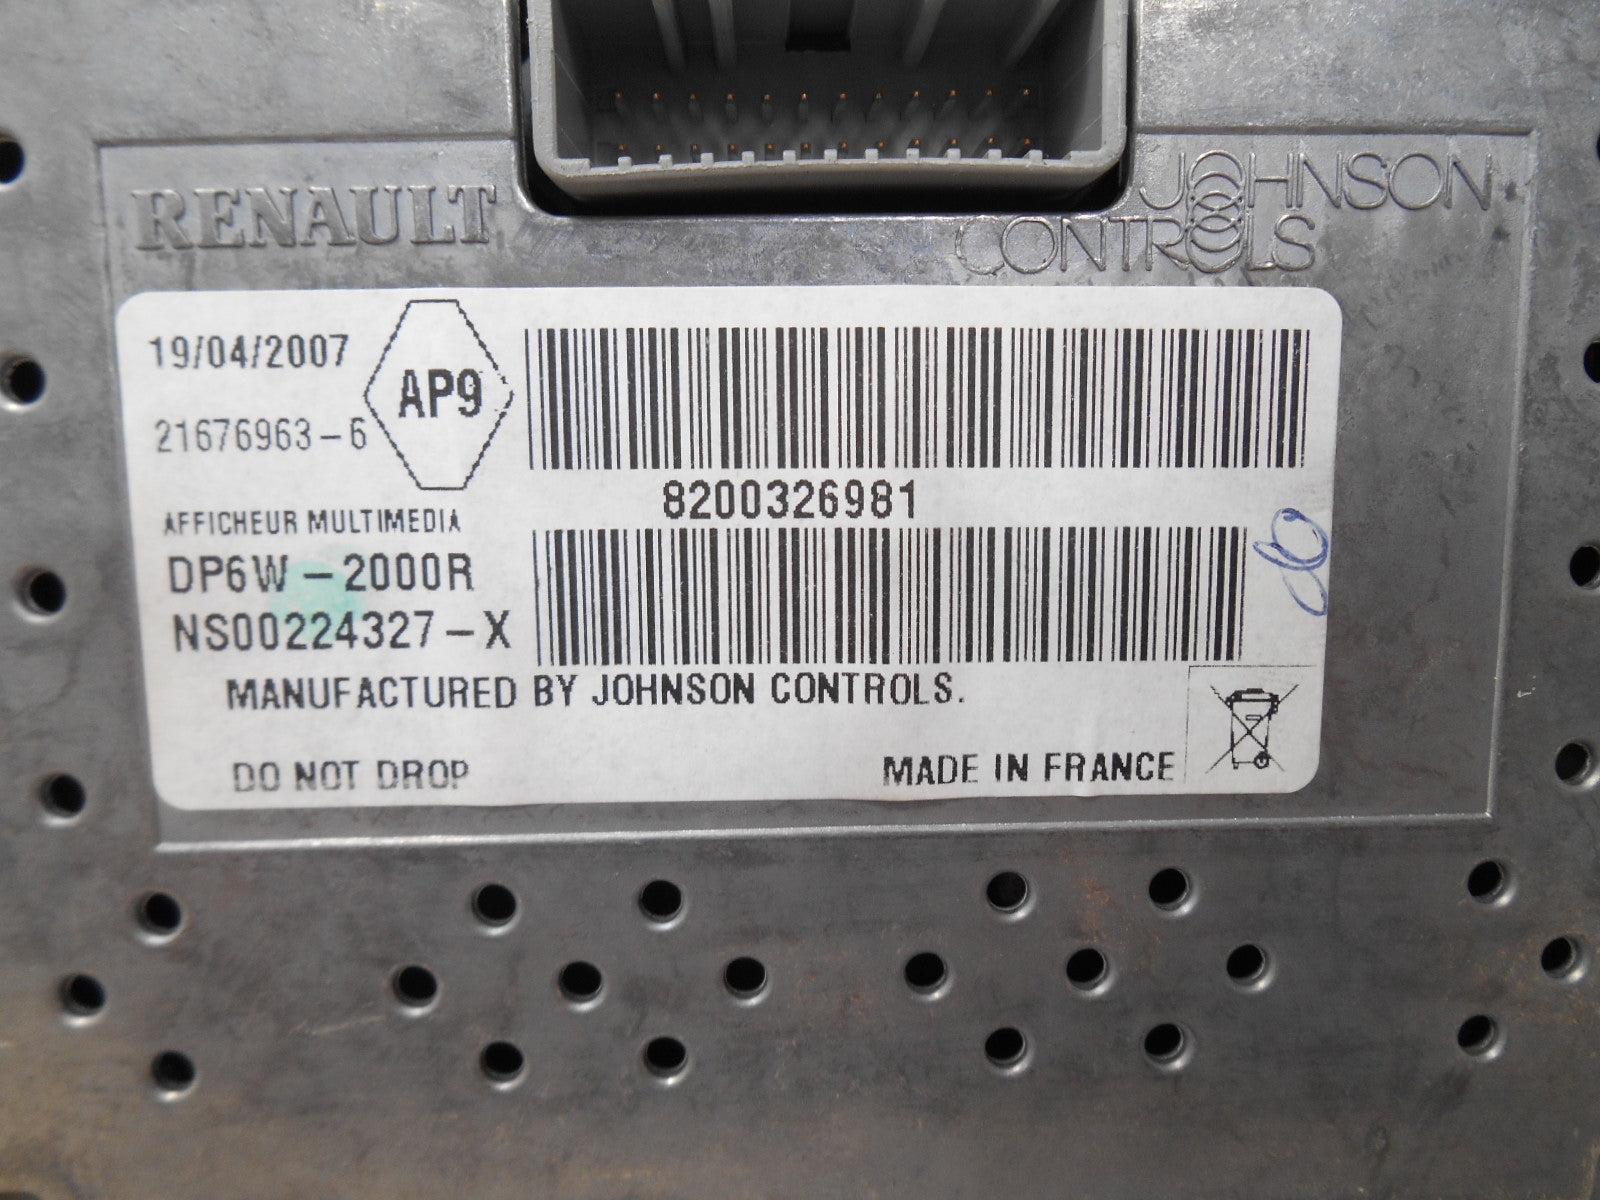 RENAULT
JOHNSON
CONTROLS
19/04/2007
AP9
21676963-6
8200326981
AFFICHEUR MULTIMEDIA
DP6W-2000R
NS00224327-X
MANUFACTURED BY JOHNSON CONTROLS.
DO NOT DROP
MADE IN FRANCE